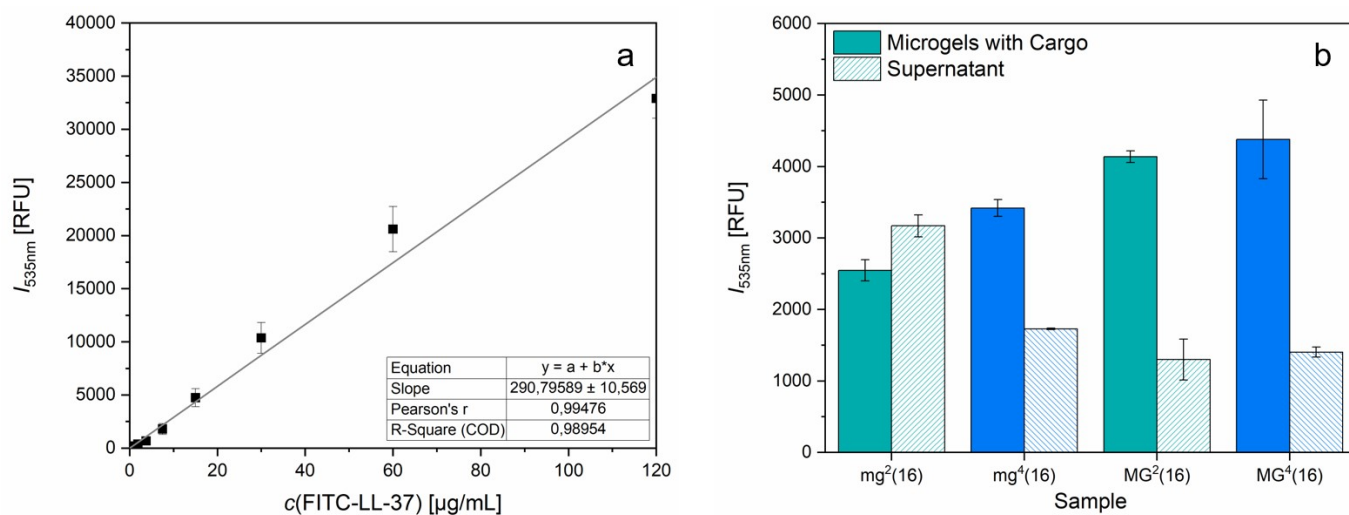 a
40000
35000
30000
25000
20000
15000
10000
5000
0
I535nm [RFU]
Equation y = a + b*x
Slope 290,79589 ± 10,569
Pearson's r 0,99476
R-Square (COD) 0,98954
0 20 40 60 80 100 120
c(FITC-LL-37) [µg/mL]
b
Microgels with Cargo
Supernatant
6000
5000
4000
3000
2000
1000
0
I535nm [RFU]
mg²(16) mg⁴(16) MG²(16) MG⁴(16)
Sample